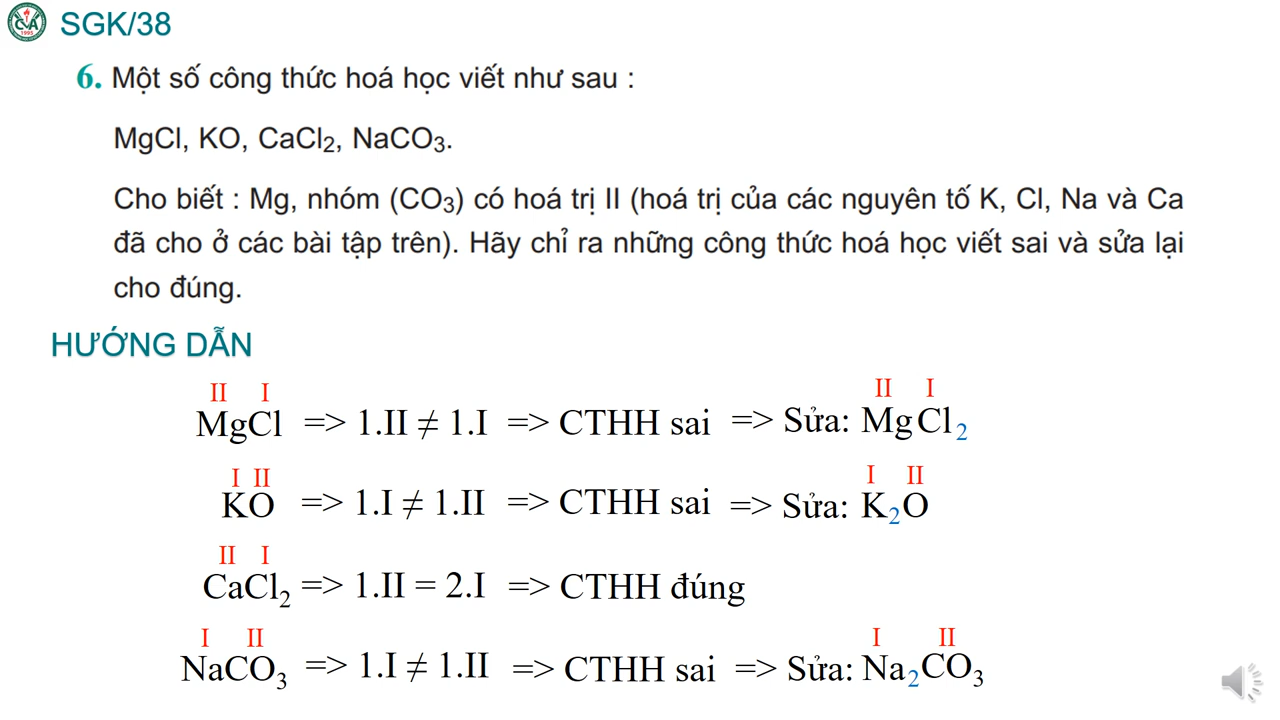 CVA
1995
SGK/38
6. Một số công thức hoá học viết như sau :
MgCl, KO, CaCl₂, NaCO₃.
Cho biết : Mg, nhóm (CO₃) có hoá trị II (hoá trị của các nguyên tố K, Cl, Na và Ca
đã cho ở các bài tập trên). Hãy chỉ ra những công thức hoá học viết sai và sửa lại
cho đúng.
HƯỚNG DẪN
II I II I
MgCl => 1.II ≠ 1.I => CTHH sai => Sửa: MgCl₂
I II I II
KO => 1.I ≠ 1.II => CTHH sai => Sửa: K₂O
II I
CaCl₂ => 1.II = 2.I => CTHH đúng
I II I II
NaCO₃ => 1.I ≠ 1.II => CTHH sai => Sửa: Na₂CO₃